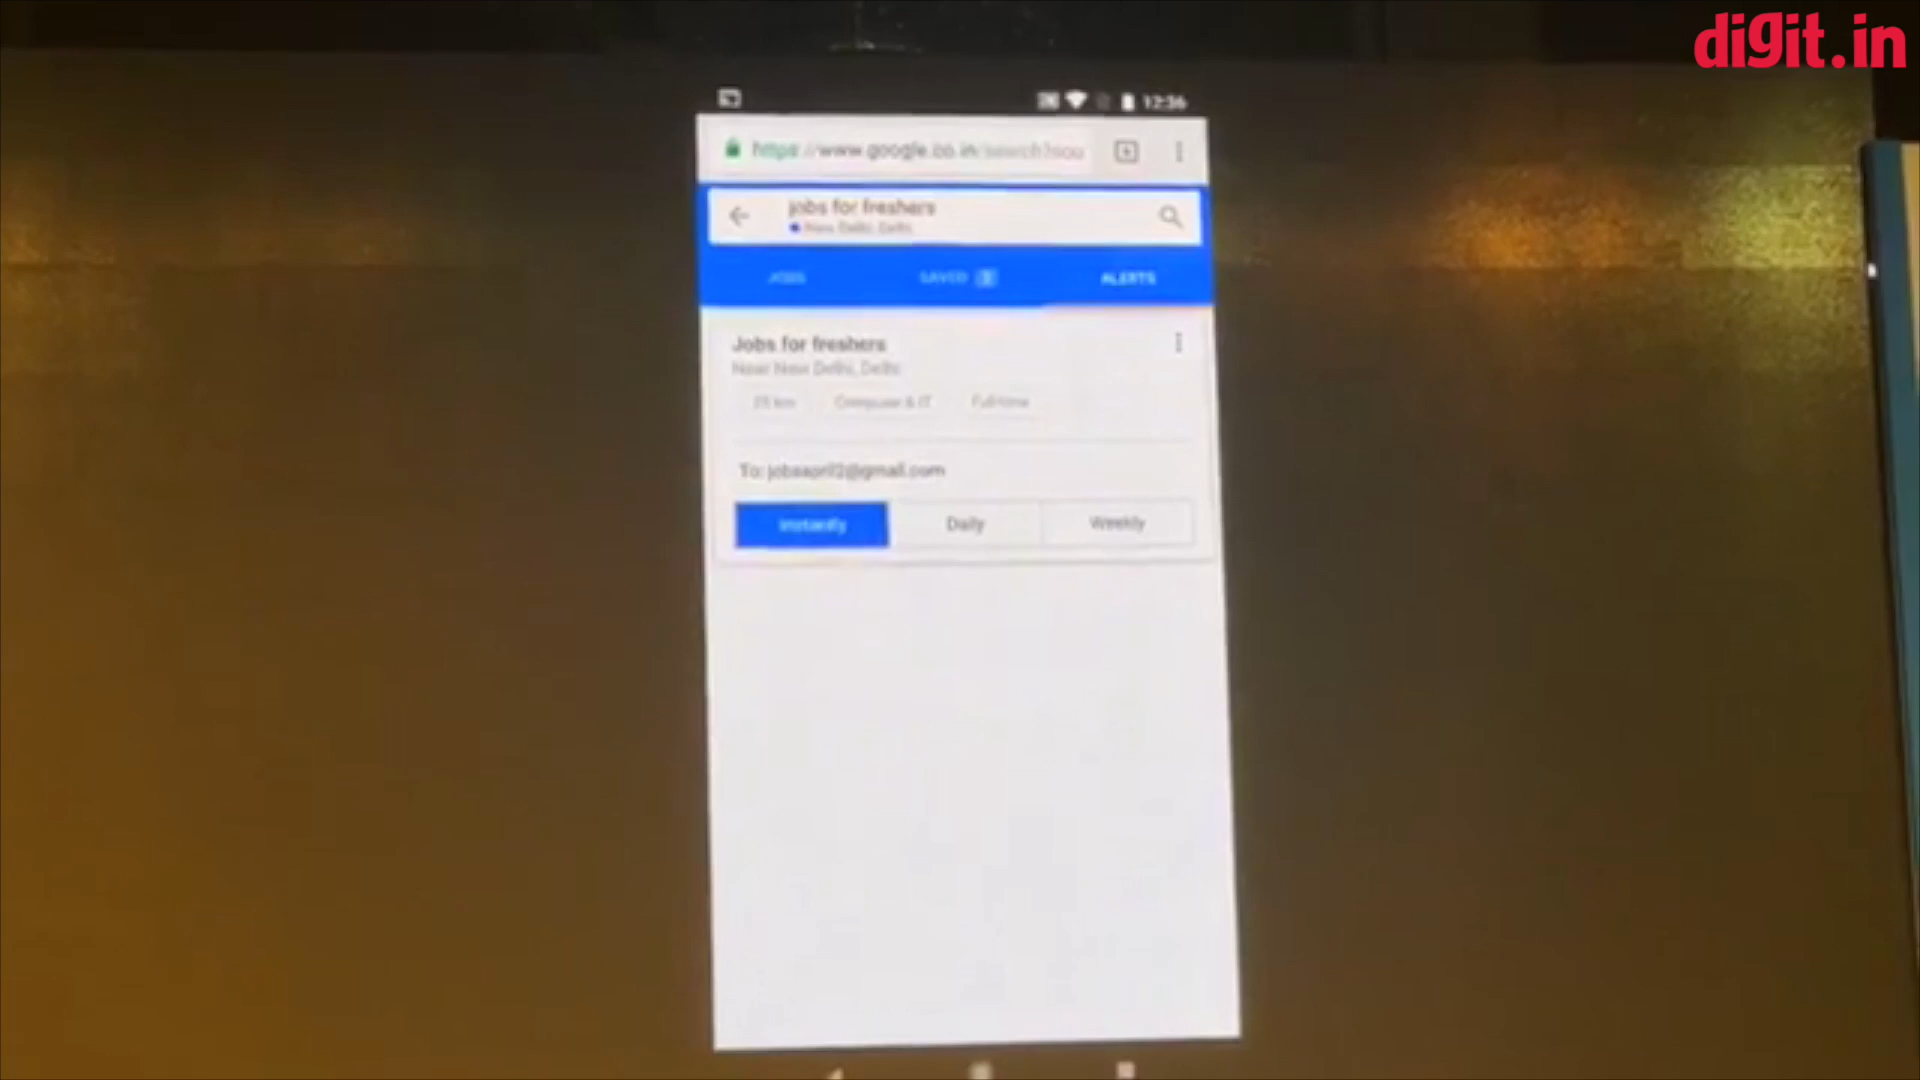 digit.in
12:36
https://www.google.co.in/search?sou
jobs for freshers
New Delhi, Delhi
JOBS SAVED ALERTS
Jobs for freshers
Near New Delhi, Delhi
25 km Computer & IT Full-time
To: jobsapril2@gmail.com
Instantly Daily Weekly